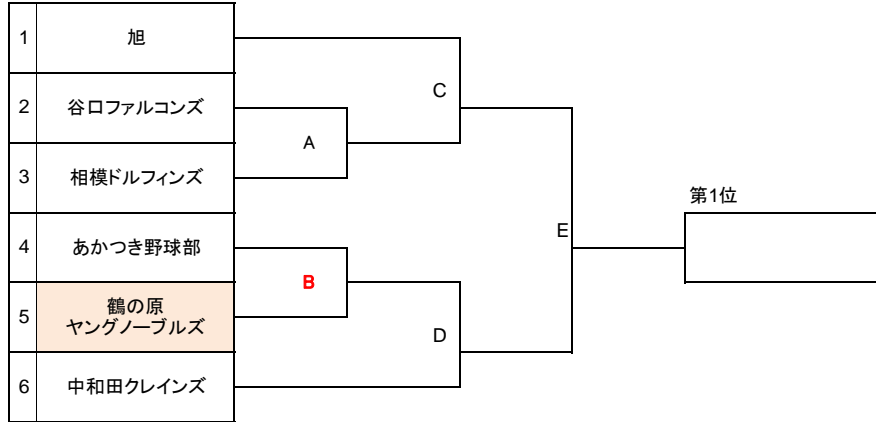 1
旭
2
谷口ファルコンズ
3
相模ドルフィンズ
4
あかつき野球部
5
鶴の原
ヤングノーブルズ
6
中和田クレインズ
A
B
C
D
E
第1位